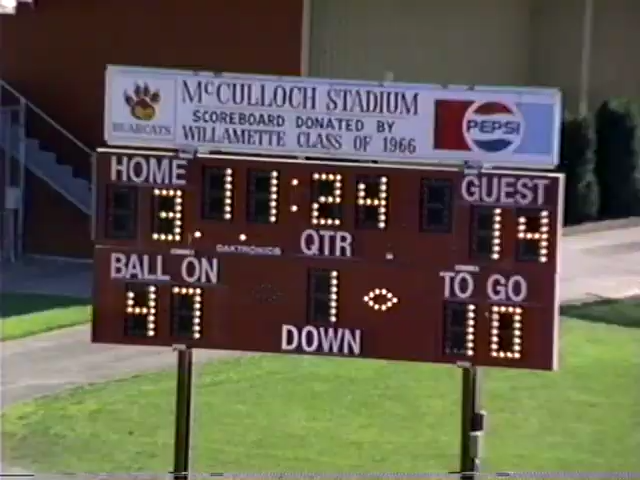 McCULLOCH STADIUM
SCOREBOARD DONATED BY
WILLAMETTE CLASS OF 1966
BEARCATS
PEPSI
HOME 11:24 GUEST
3 14
DAKTRONICS QTR
BALL ON TO GO
47 1 10
DOWN